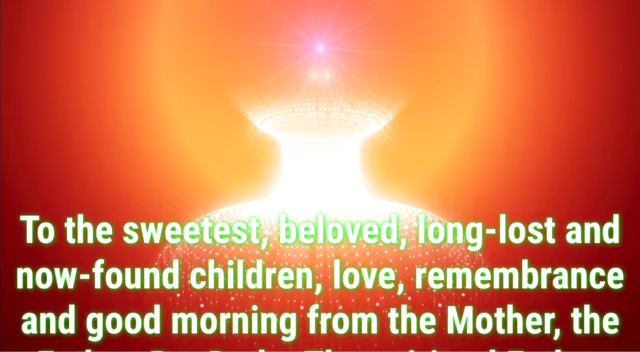 To the sweetest, beloved, long-lost and
now-found children, love, remembrance
and good morning from the Mother, the